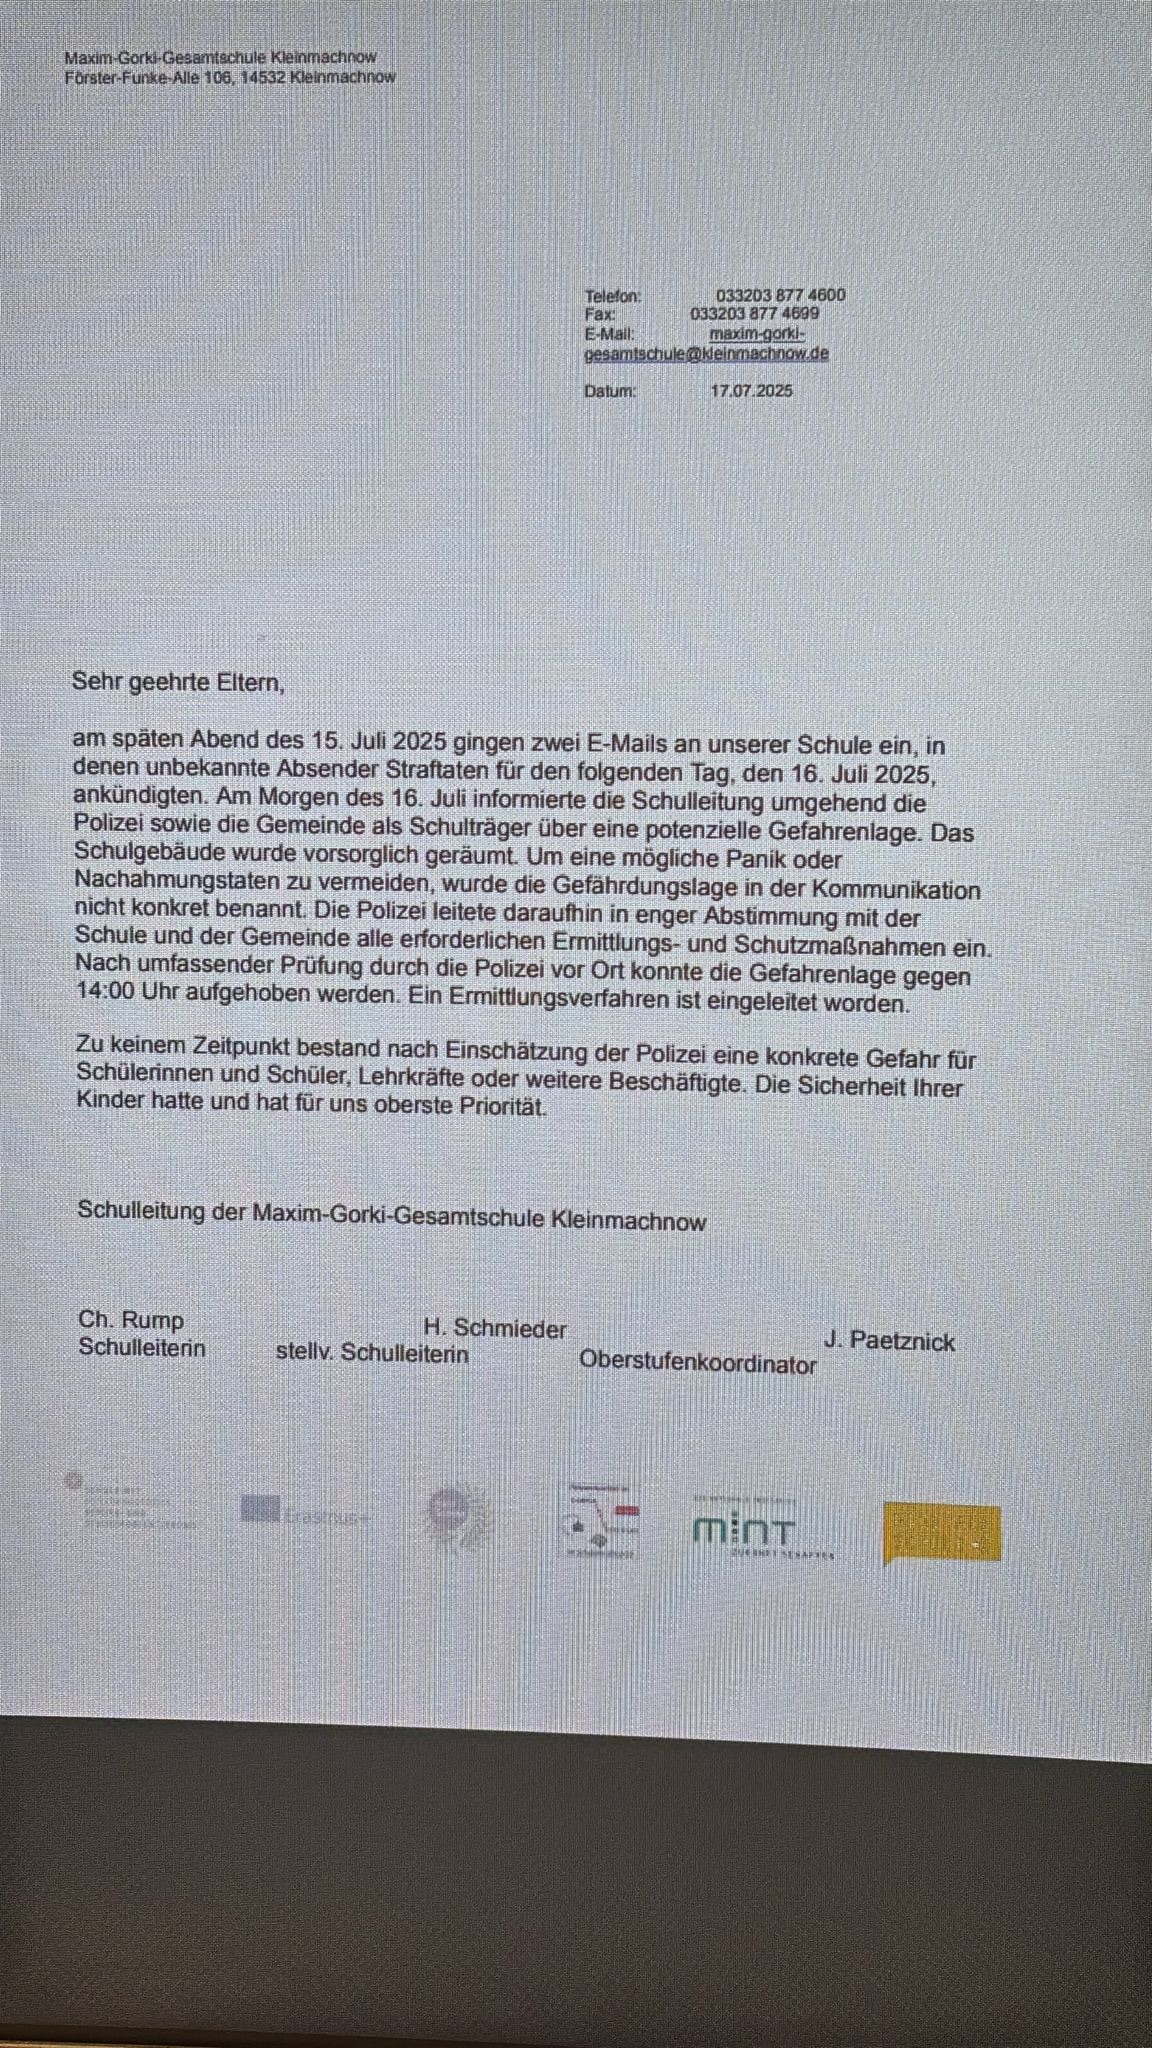 Maxim-Gorki-Gesamtschule Kleinmachnow
Förster-Funke-Alle 106, 14532 Kleinmachnow
Telefon: 033203 877 4600
Fax: 033203 877 4699
E-Mail: maxim-gorki-
gesamtschule@kleinmachnow.de
Datum: 17.07.2025
Sehr geehrte Eltern,
am späten Abend des 15. Juli 2025 gingen zwei E-Mails an unserer Schule ein, in
denen unbekannte Absender Straftaten für den folgenden Tag, den 16. Juli 2025,
ankündigten. Am Morgen des 16. Juli informierte die Schulleitung umgehend die
Polizei sowie die Gemeinde als Schulträger über eine potenzielle Gefahrenlage. Das
Schulgebäude wurde vorsorglich geräumt. Um eine mögliche Panik oder
Nachahmungstaten zu vermeiden, wurde die Gefährdungslage in der Kommunikation
nicht konkret benannt. Die Polizei leitete daraufhin in enger Abstimmung mit der
Schule und der Gemeinde alle erforderlichen Ermittlungs- und Schutzmaßnahmen ein.
Nach umfassender Prüfung durch die Polizei vor Ort konnte die Gefahrenlage gegen
14:00 Uhr aufgehoben werden. Ein Ermittlungsverfahren ist eingeleitet worden.
Zu keinem Zeitpunkt bestand nach Einschätzung der Polizei eine konkrete Gefahr für
Schülerinnen und Schüler, Lehrkräfte oder weitere Beschäftigte. Die Sicherheit Ihrer
Kinder hatte und hat für uns oberste Priorität.
Schulleitung der Maxim-Gorki-Gesamtschule Kleinmachnow
Ch. Rump H. Schmieder J. Paetznick
Schulleiterin stellv. Schulleiterin Oberstufenkoordinator
Erasmus+
MINT
ZUKUNFT SCHAFFEN